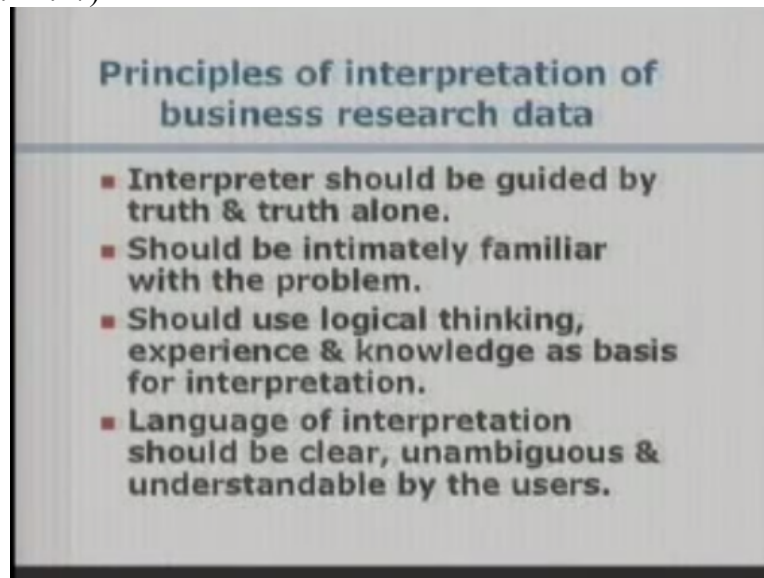 Principles of interpretation of
business research data
▪ Interpreter should be guided by
truth & truth alone.
▪ Should be intimately familiar
with the problem.
▪ Should use logical thinking,
experience & knowledge as basis
for interpretation.
▪ Language of interpretation
should be clear, unambiguous &
understandable by the users.